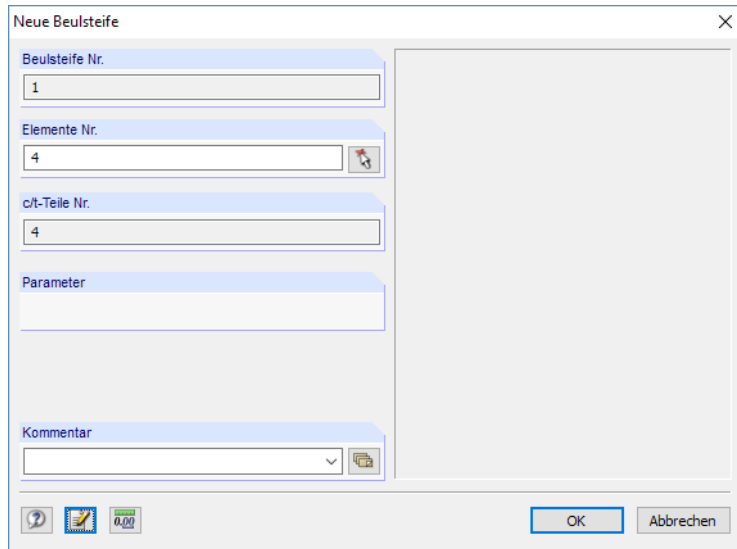 Neue Beulsteife
Beulsteife Nr.
1
Elemente Nr.
4
c/t-Teile Nr.
4
Parameter
Kommentar
0.00
OK
Abbrechen